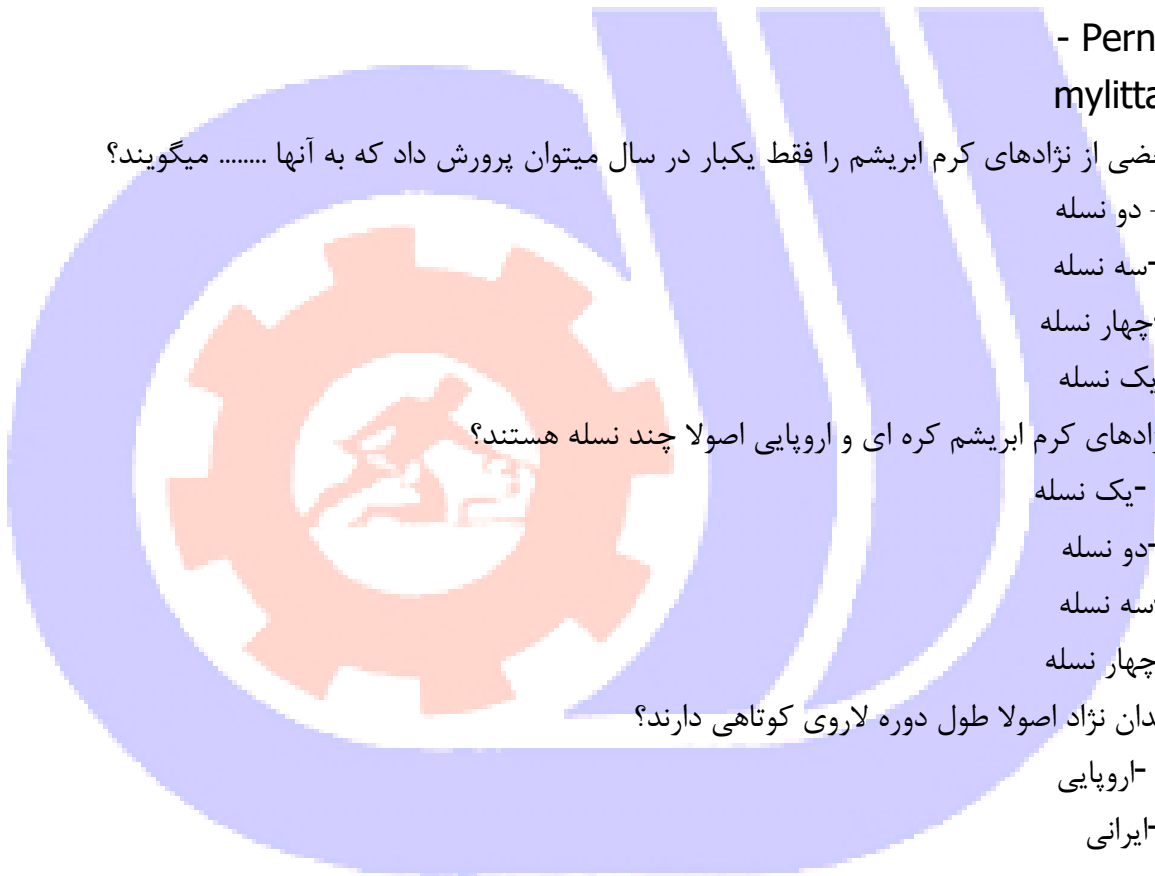 - Pern
mylitta
ضی از نژادهای کرم ابریشم را فقط یکبار در سال میتوان پرورش داد که به آنها ........ میگویند؟
- دو نسله
-سه نسله
چهار نسله
یک نسله
ادهای کرم ابریشم کره ای و اروپایی اصولا چند نسله هستند؟
-یک نسله
-دو نسله
سه نسله
چهار نسله
دان نژاد اصولا طول دوره لاروی کوتاهی دارند؟
-اروپایی
-ایرانی